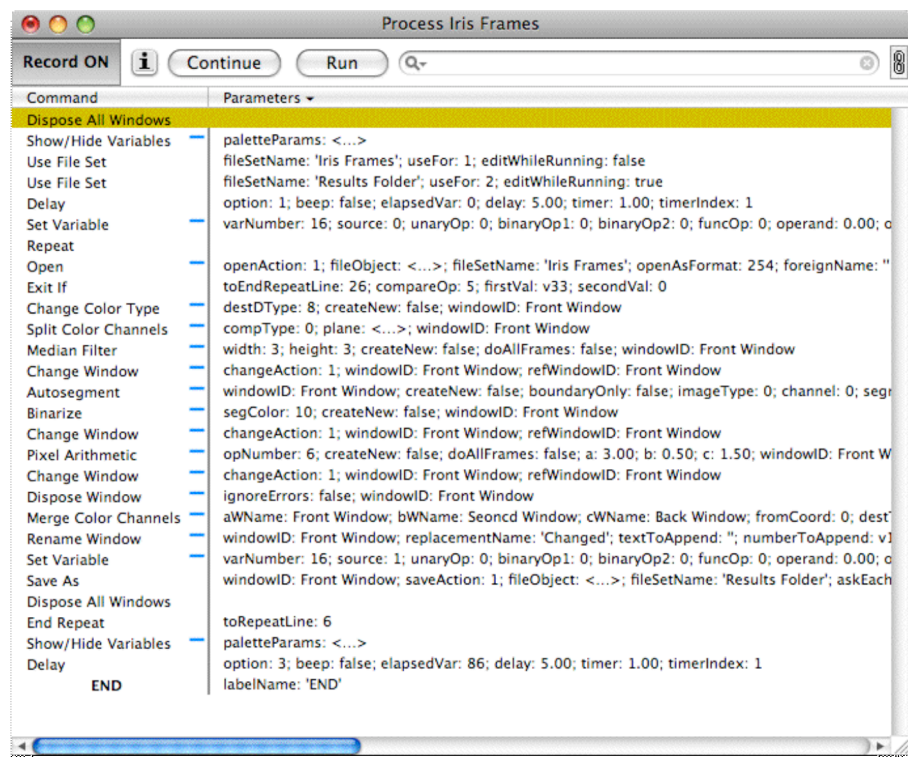 Process Iris Frames
Record ON i Continue Run
Command Parameters
Dispose All Windows
Show/Hide Variables paletteParams: <...>
Use File Set fileSetName: 'Iris Frames'; useFor: 1; editWhileRunning: false
Use File Set fileSetName: 'Results Folder'; useFor: 2; editWhileRunning: true
Delay option: 1; beep: false; elapsedVar: 0; delay: 5.00; timer: 1.00; timerIndex: 1
Set Variable varNumber: 16; source: 0; unaryOp: 0; binaryOp1: 0; binaryOp2: 0; funcOp: 0; operand: 0.00; o
Repeat
Open openAction: 1; fileObject: <...>; fileSetName: 'Iris Frames'; openAsFormat: 254; foreignName: ''
Exit If toEndRepeatLine: 26; compareOp: 5; firstVal: v33; secondVal: 0
Change Color Type destDType: 8; createNew: false; windowID: Front Window
Split Color Channels compType: 0; plane: <...>; windowID: Front Window
Median Filter width: 3; height: 3; createNew: false; doAllFrames: false; windowID: Front Window
Change Window changeAction: 1; windowID: Front Window; refWindowID: Front Window
Autosegment windowID: Front Window; createNew: false; boundaryOnly: false; imageType: 0; channel: 0; segr
Binarize segColor: 10; createNew: false; windowID: Front Window
Change Window changeAction: 1; windowID: Front Window; refWindowID: Front Window
Pixel Arithmetic opNumber: 6; createNew: false; doAllFrames: false; a: 3.00; b: 0.50; c: 1.50; windowID: Front W
Change Window changeAction: 1; windowID: Front Window; refWindowID: Front Window
Dispose Window ignoreErrors: false; windowID: Front Window
Merge Color Channels aWName: Front Window; bWName: Seoncd Window; cWName: Back Window; fromCoord: 0; dest
Rename Window windowID: Front Window; replacementName: 'Changed'; textToAppend: ''; numberToAppend: v1
Set Variable varNumber: 16; source: 1; unaryOp: 0; binaryOp1: 0; binaryOp2: 0; funcOp: 0; operand: 0.00; o
Save As windowID: Front Window; saveAction: 1; fileObject: <...>; fileSetName: 'Results Folder'; askEach
Dispose All Windows
End Repeat toRepeatLine: 6
Show/Hide Variables paletteParams: <...>
Delay option: 3; beep: false; elapsedVar: 86; delay: 5.00; timer: 1.00; timerIndex: 1
END labelName: 'END'